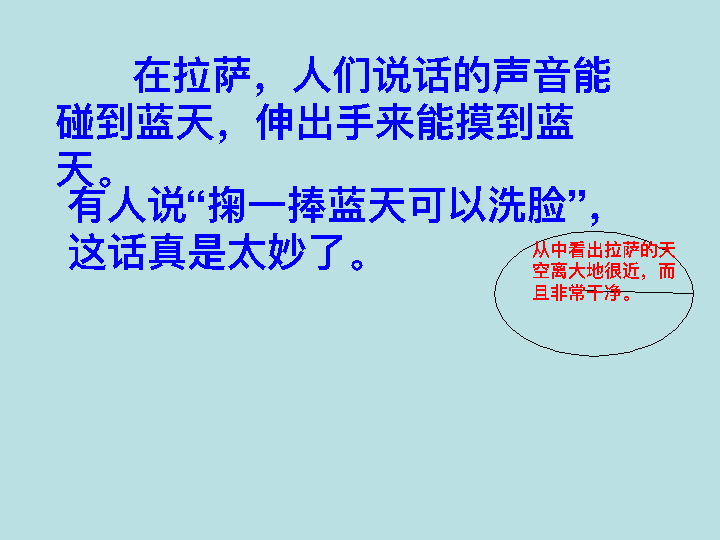 在拉萨，人们说话的声音能
碰到蓝天，伸出手来能摸到蓝
天。
有人说“掬一捧蓝天可以洗脸”，
这话真是太妙了。
从中看出拉萨的天
空离大地很近，而
且非常干净。